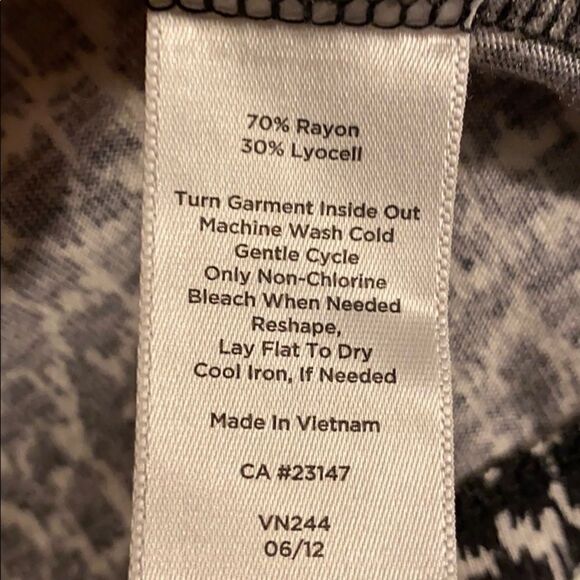 70% Rayon
30% Lyocell
Turn Garment Inside Out
Machine Wash Cold
Gentle Cycle
Only Non-Chlorine
Bleach When Needed
Reshape,
Lay Flat To Dry
Cool Iron, If Needed
Made In Vietnam
CA #23147
VN244
06/12